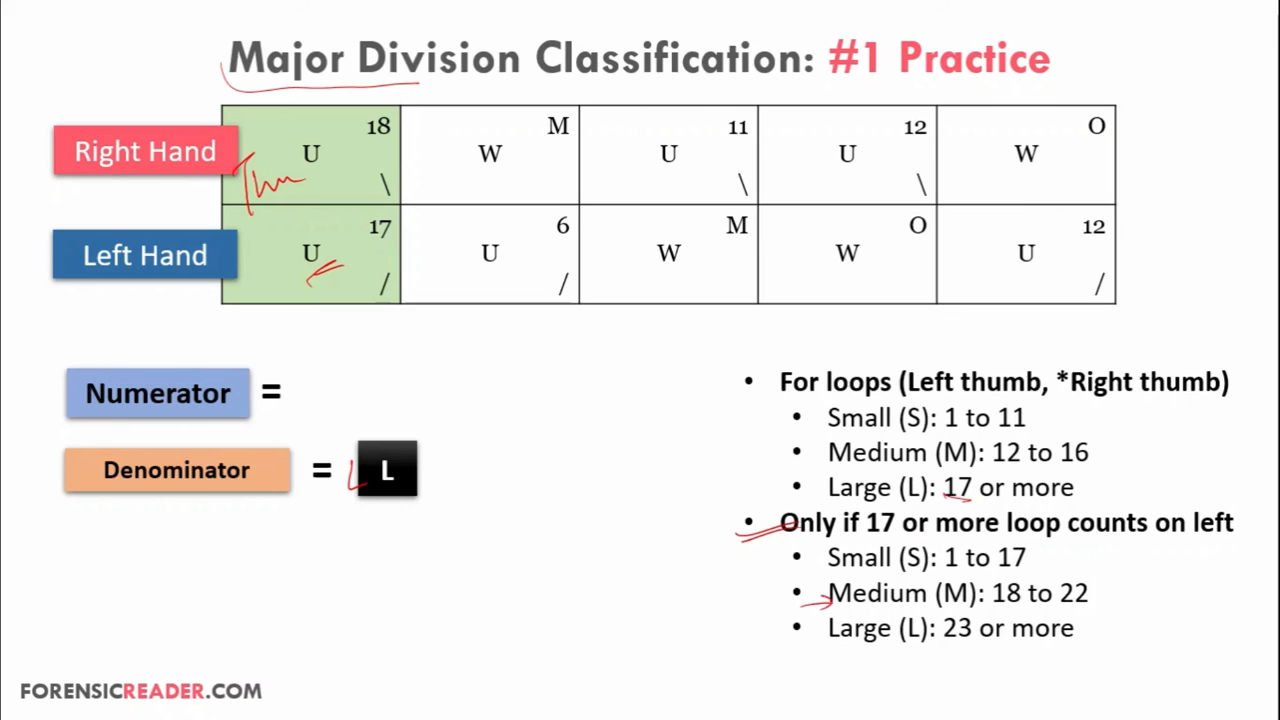 Major Division Classification: #1 Practice
Right Hand
18 U \
M W
11 U \
12 U \
O W
Thu
Left Hand
17 U /
6 U /
M W
O W
12 U /
Numerator =
Denominator = L L
• For loops (Left thumb, *Right thumb)
• Small (S): 1 to 11
• Medium (M): 12 to 16
• Large (L): 17 or more
• Only if 17 or more loop counts on left
• Small (S): 1 to 17
• Medium (M): 18 to 22
• Large (L): 23 or more
FORENSICREADER.COM